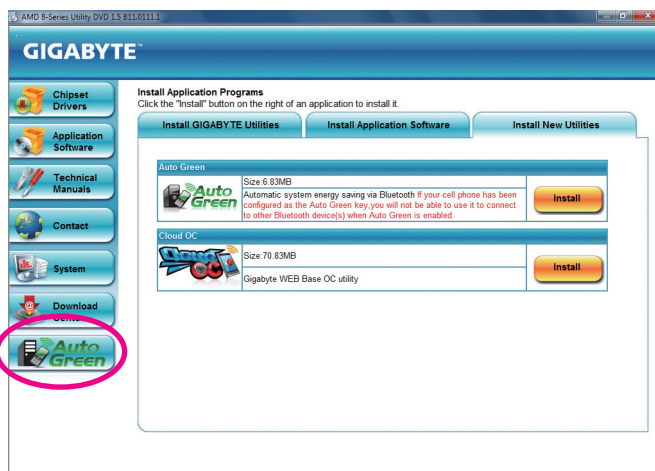 AMD 8-Series Utility DVD 1.5 B11.0111.1
GIGABYTE™
Chipset
Drivers
Application
Software
Technical
Manuals
Contact
System
Download
Center
Auto
Green
Install Application Programs
Click the "Install" button on the right of an application to install it.
Install GIGABYTE Utilities
Install Application Software
Install New Utilities
Auto Green
Auto
Green
Size:6.83MB
Automatic system energy saving via Bluetooth If your cell phone has been
configured as the Auto Green key,you will not be able to use it to connect
to other Bluetooth device(s) when Auto Green is enabled.
Install
Cloud OC
Cloud
OC
Size:70.83MB
Gigabyte WEB Base OC utility
Install